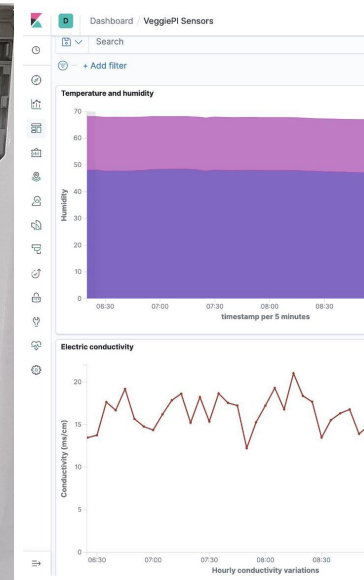 D Dashboard / VeggiePI Sensors
Search
+ Add filter
Temperature and humidity
70
60
50
40
30
20
10
0
Humidity
06:30 07:00 07:30 08:00 08:30
timestamp per 5 minutes
Electric conductivity
20
15
10
5
0
Conductivity (ms/cm)
06:30 07:00 07:30 08:00 08:30
Hourly conductivity variations